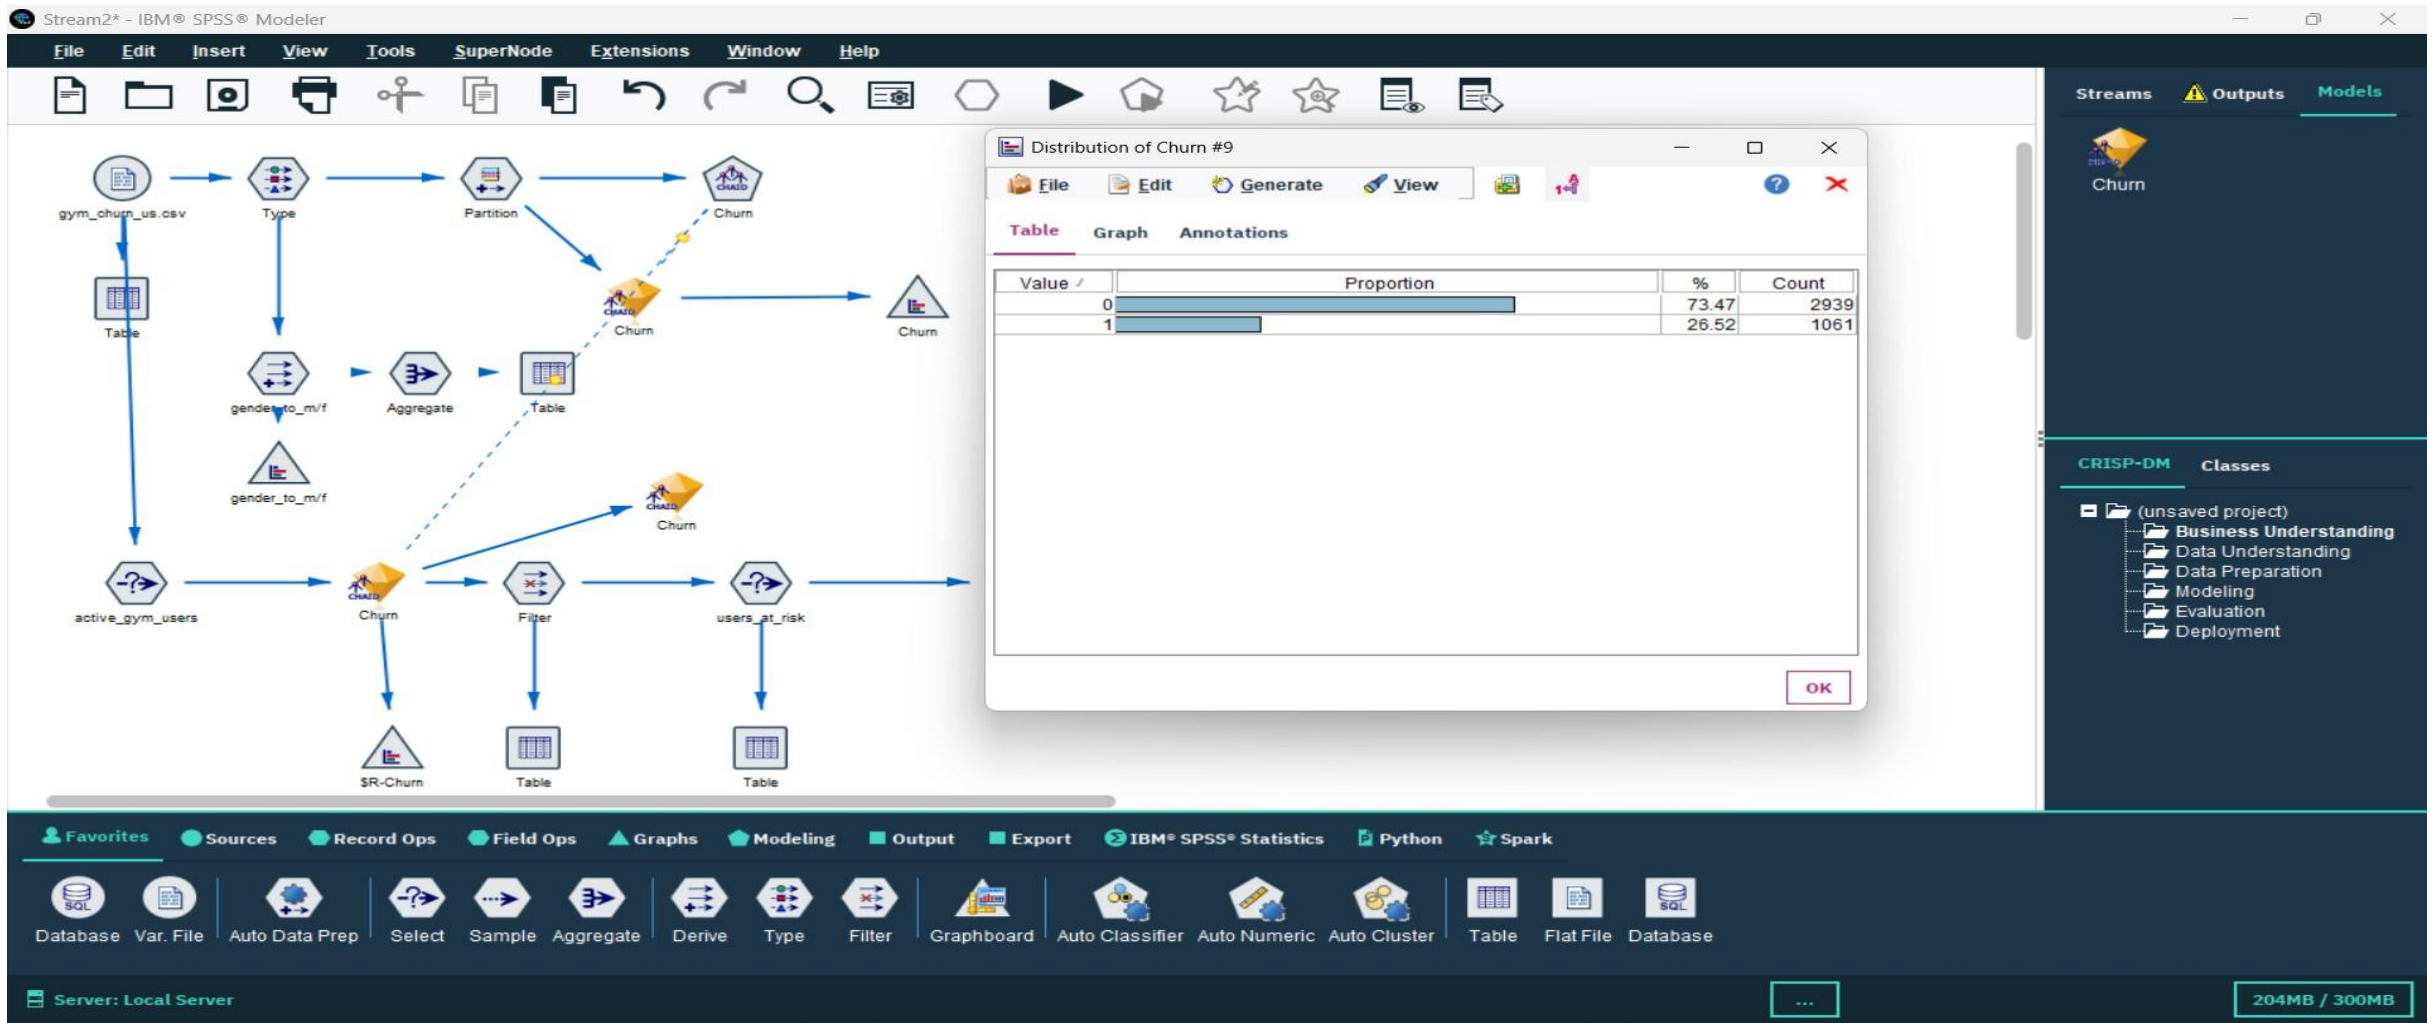 Stream2* - IBM® SPSS® Modeler
File Edit Insert View Tools SuperNode Extensions Window Help
Streams Outputs Models
Churn
gym_churn_us.csv Type Partition Churn
Table
Churn Churn
gender_to_m/f Aggregate Table
gender_to_m/f
Churn
active_gym_users Churn Filter users_at_risk
$R-Churn Table Table
Distribution of Churn #9
File Edit Generate View
Table Graph Annotations
Value Proportion % Count
0 73.47 2939
1 26.52 1061
OK
CRISP-DM Classes
(unsaved project)
Business Understanding
Data Understanding
Data Preparation
Modeling
Evaluation
Deployment
Favorites Sources Record Ops Field Ops Graphs Modeling Output Export IBM® SPSS® Statistics Python Spark
Database Var. File Auto Data Prep Select Sample Aggregate Derive Type Filter Graphboard Auto Classifier Auto Numeric Auto Cluster Table Flat File Database
Server: Local Server ... 204MB / 300MB